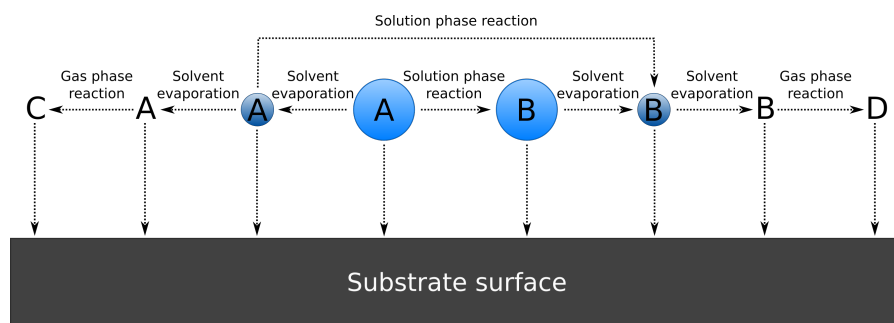 Solution phase reaction
Gas phase
reaction
Solvent
evaporation
Solvent
evaporation
Solution phase
reaction
Solvent
evaporation
Solvent
evaporation
Gas phase
reaction
C
A
A
A
B
B
B
D
Substrate surface